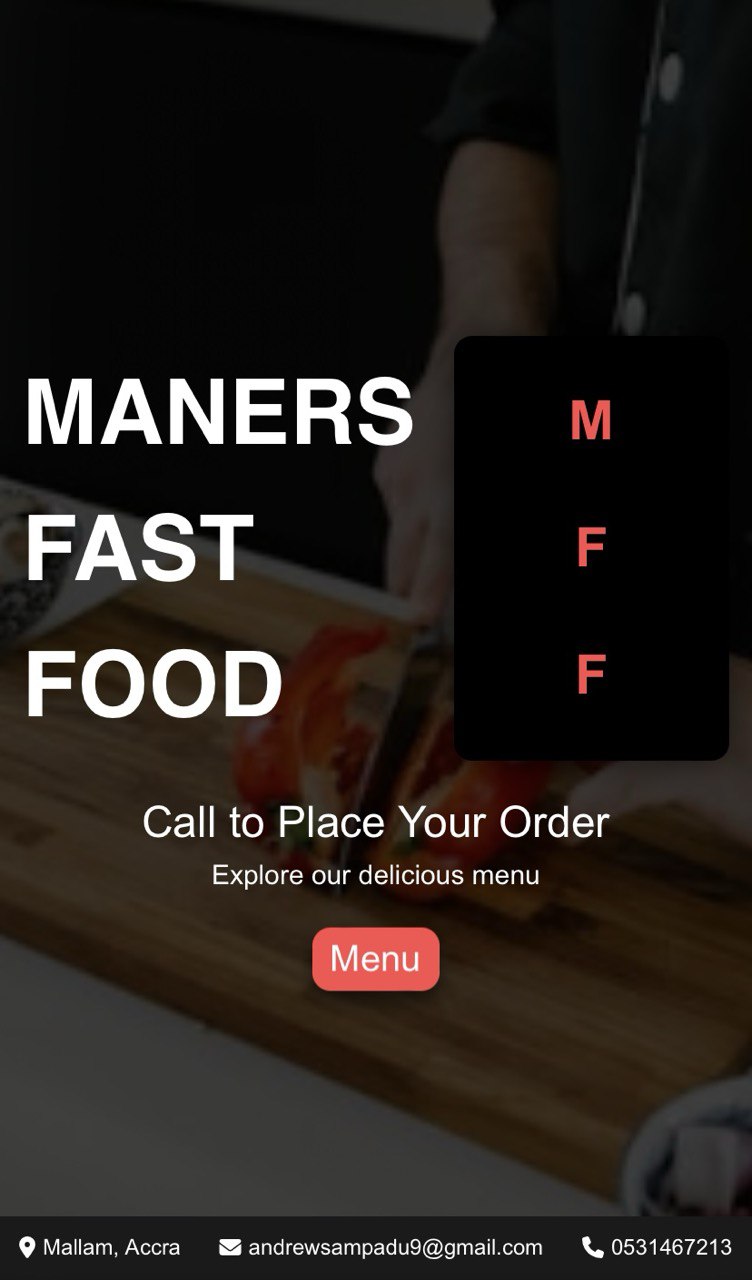 MANERS
FAST
FOOD
M
F
F
Call to Place Your Order
Explore our delicious menu
Menu
Mallam, Accra andrewsampadu9@gmail.com 0531467213